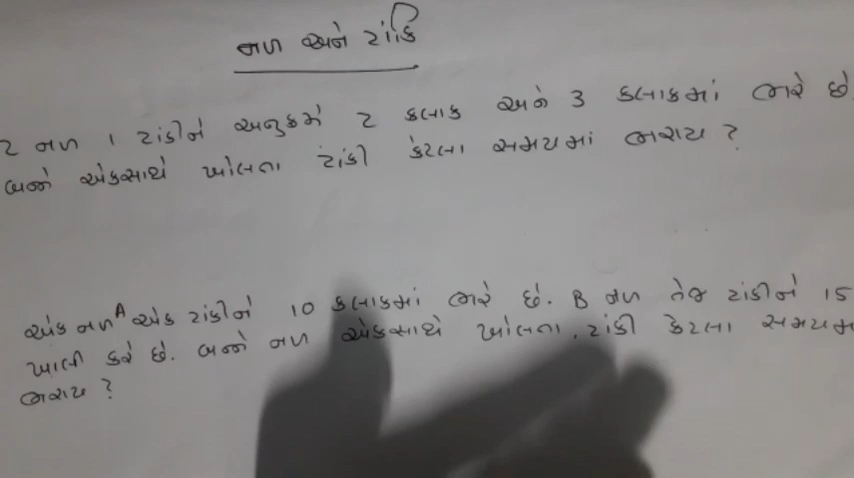 નળ અને ટાંકિ
2 નળ 1 ટાંકીને અનુક્રમે 2 કલાક અને 3 કલાકમાં ભરે છે.
બન્ને એકસાથે ખોલતા ટાંકી કેટલા સમયમાં ભરાય ?
એક નળ A એક ટાંકીને 10 કલાકમાં ભરે છે. B નળ તેજ ટાંકીને 15
ખાલી કરે છે. બન્ને નળ એકસાથે ખોલતા, ટાંકી કેટલા સમયમ
ભરાય ?